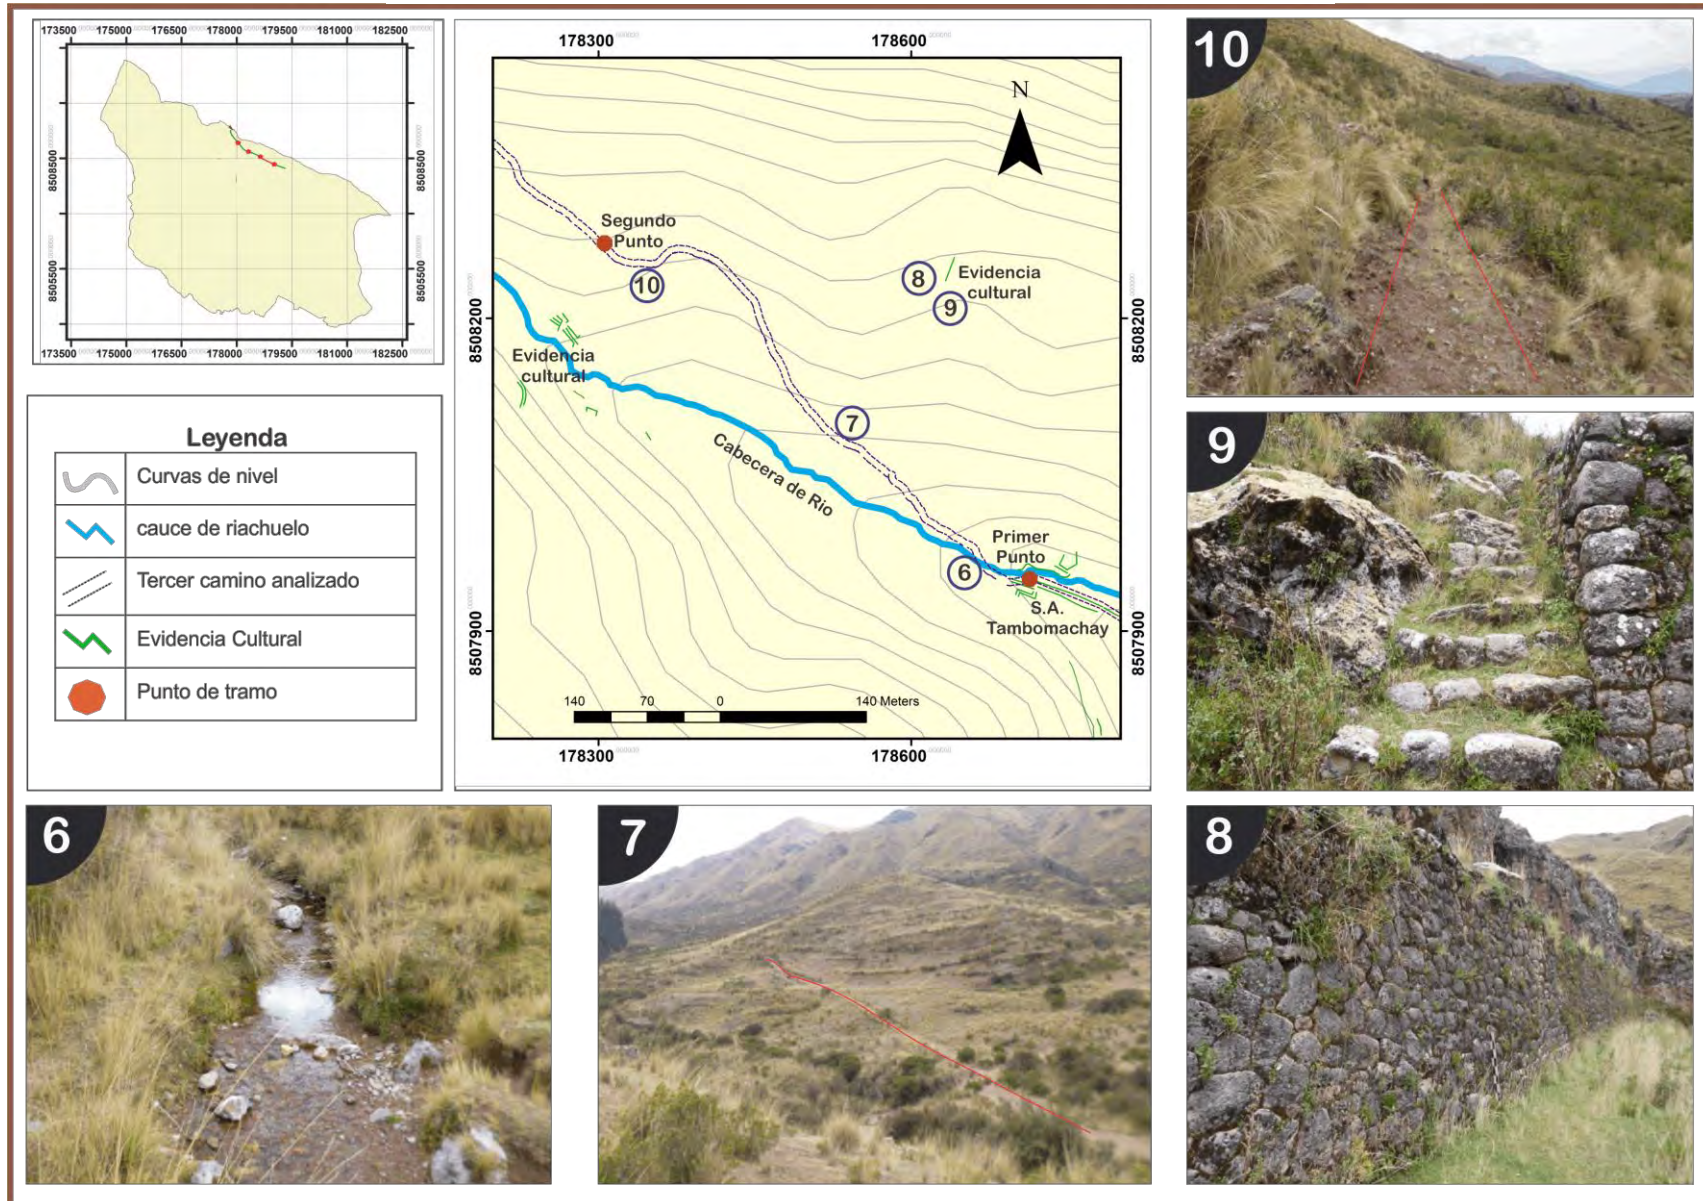 173500 175000 176500 178000 179500 181000 182500
8508500
8508500
8505500
8505500
173500 175000 176500 178000 179500 181000 182500
Leyenda
Curvas de nivel
cauce de riachuelo
Tercer camino analizado
Evidencia Cultural
Punto de tramo
178300 178600
N
Segundo
Punto
10
8
Evidencia
cultural
9
8508200
8508200
Evidencia
cultural
7
Cabecera de Rio
Primer
Punto
6
S.A.
Tambomachay
8507900
8507900
140 70 0 140 Meters
178300 178600
10
9
6
7
8